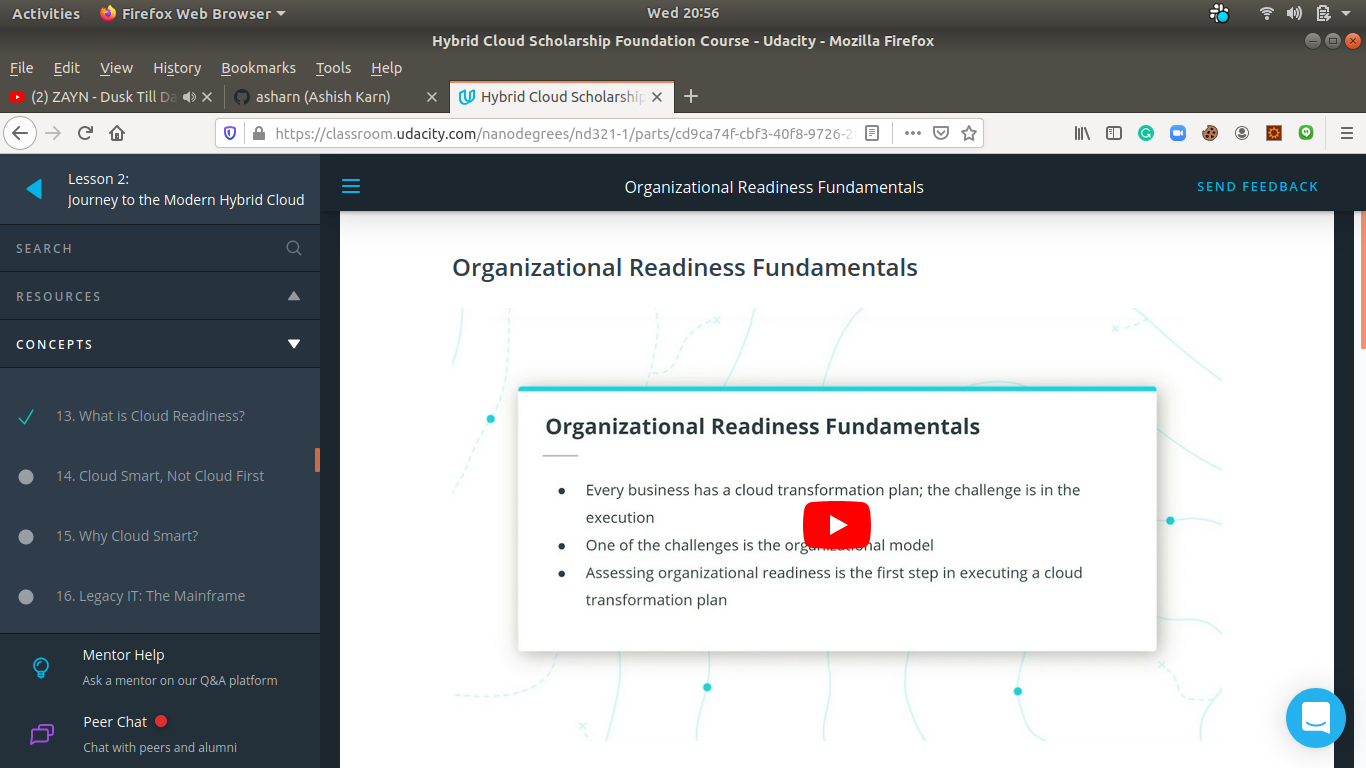 Activities Firefox Web Browser Wed 20:56
Hybrid Cloud Scholarship Foundation Course - Udacity - Mozilla Firefox
File Edit View History Bookmarks Tools Help
(2) ZAYN - Dusk Till Da asharn (Ashish Karn) Hybrid Cloud Scholarship
https://classroom.udacity.com/nanodegrees/nd321-1/parts/cd9ca74f-cbf3-40f8-9726-2
Lesson 2:
Journey to the Modern Hybrid Cloud
Organizational Readiness Fundamentals
SEND FEEDBACK
SEARCH
RESOURCES
CONCEPTS
13. What is Cloud Readiness?
14. Cloud Smart, Not Cloud First
15. Why Cloud Smart?
16. Legacy IT: The Mainframe
Mentor Help
Ask a mentor on our Q&A platform
Peer Chat
Chat with peers and alumni
Organizational Readiness Fundamentals
Organizational Readiness Fundamentals
● Every business has a cloud transformation plan; the challenge is in the
execution
● One of the challenges is the organizational model
● Assessing organizational readiness is the first step in executing a cloud
transformation plan